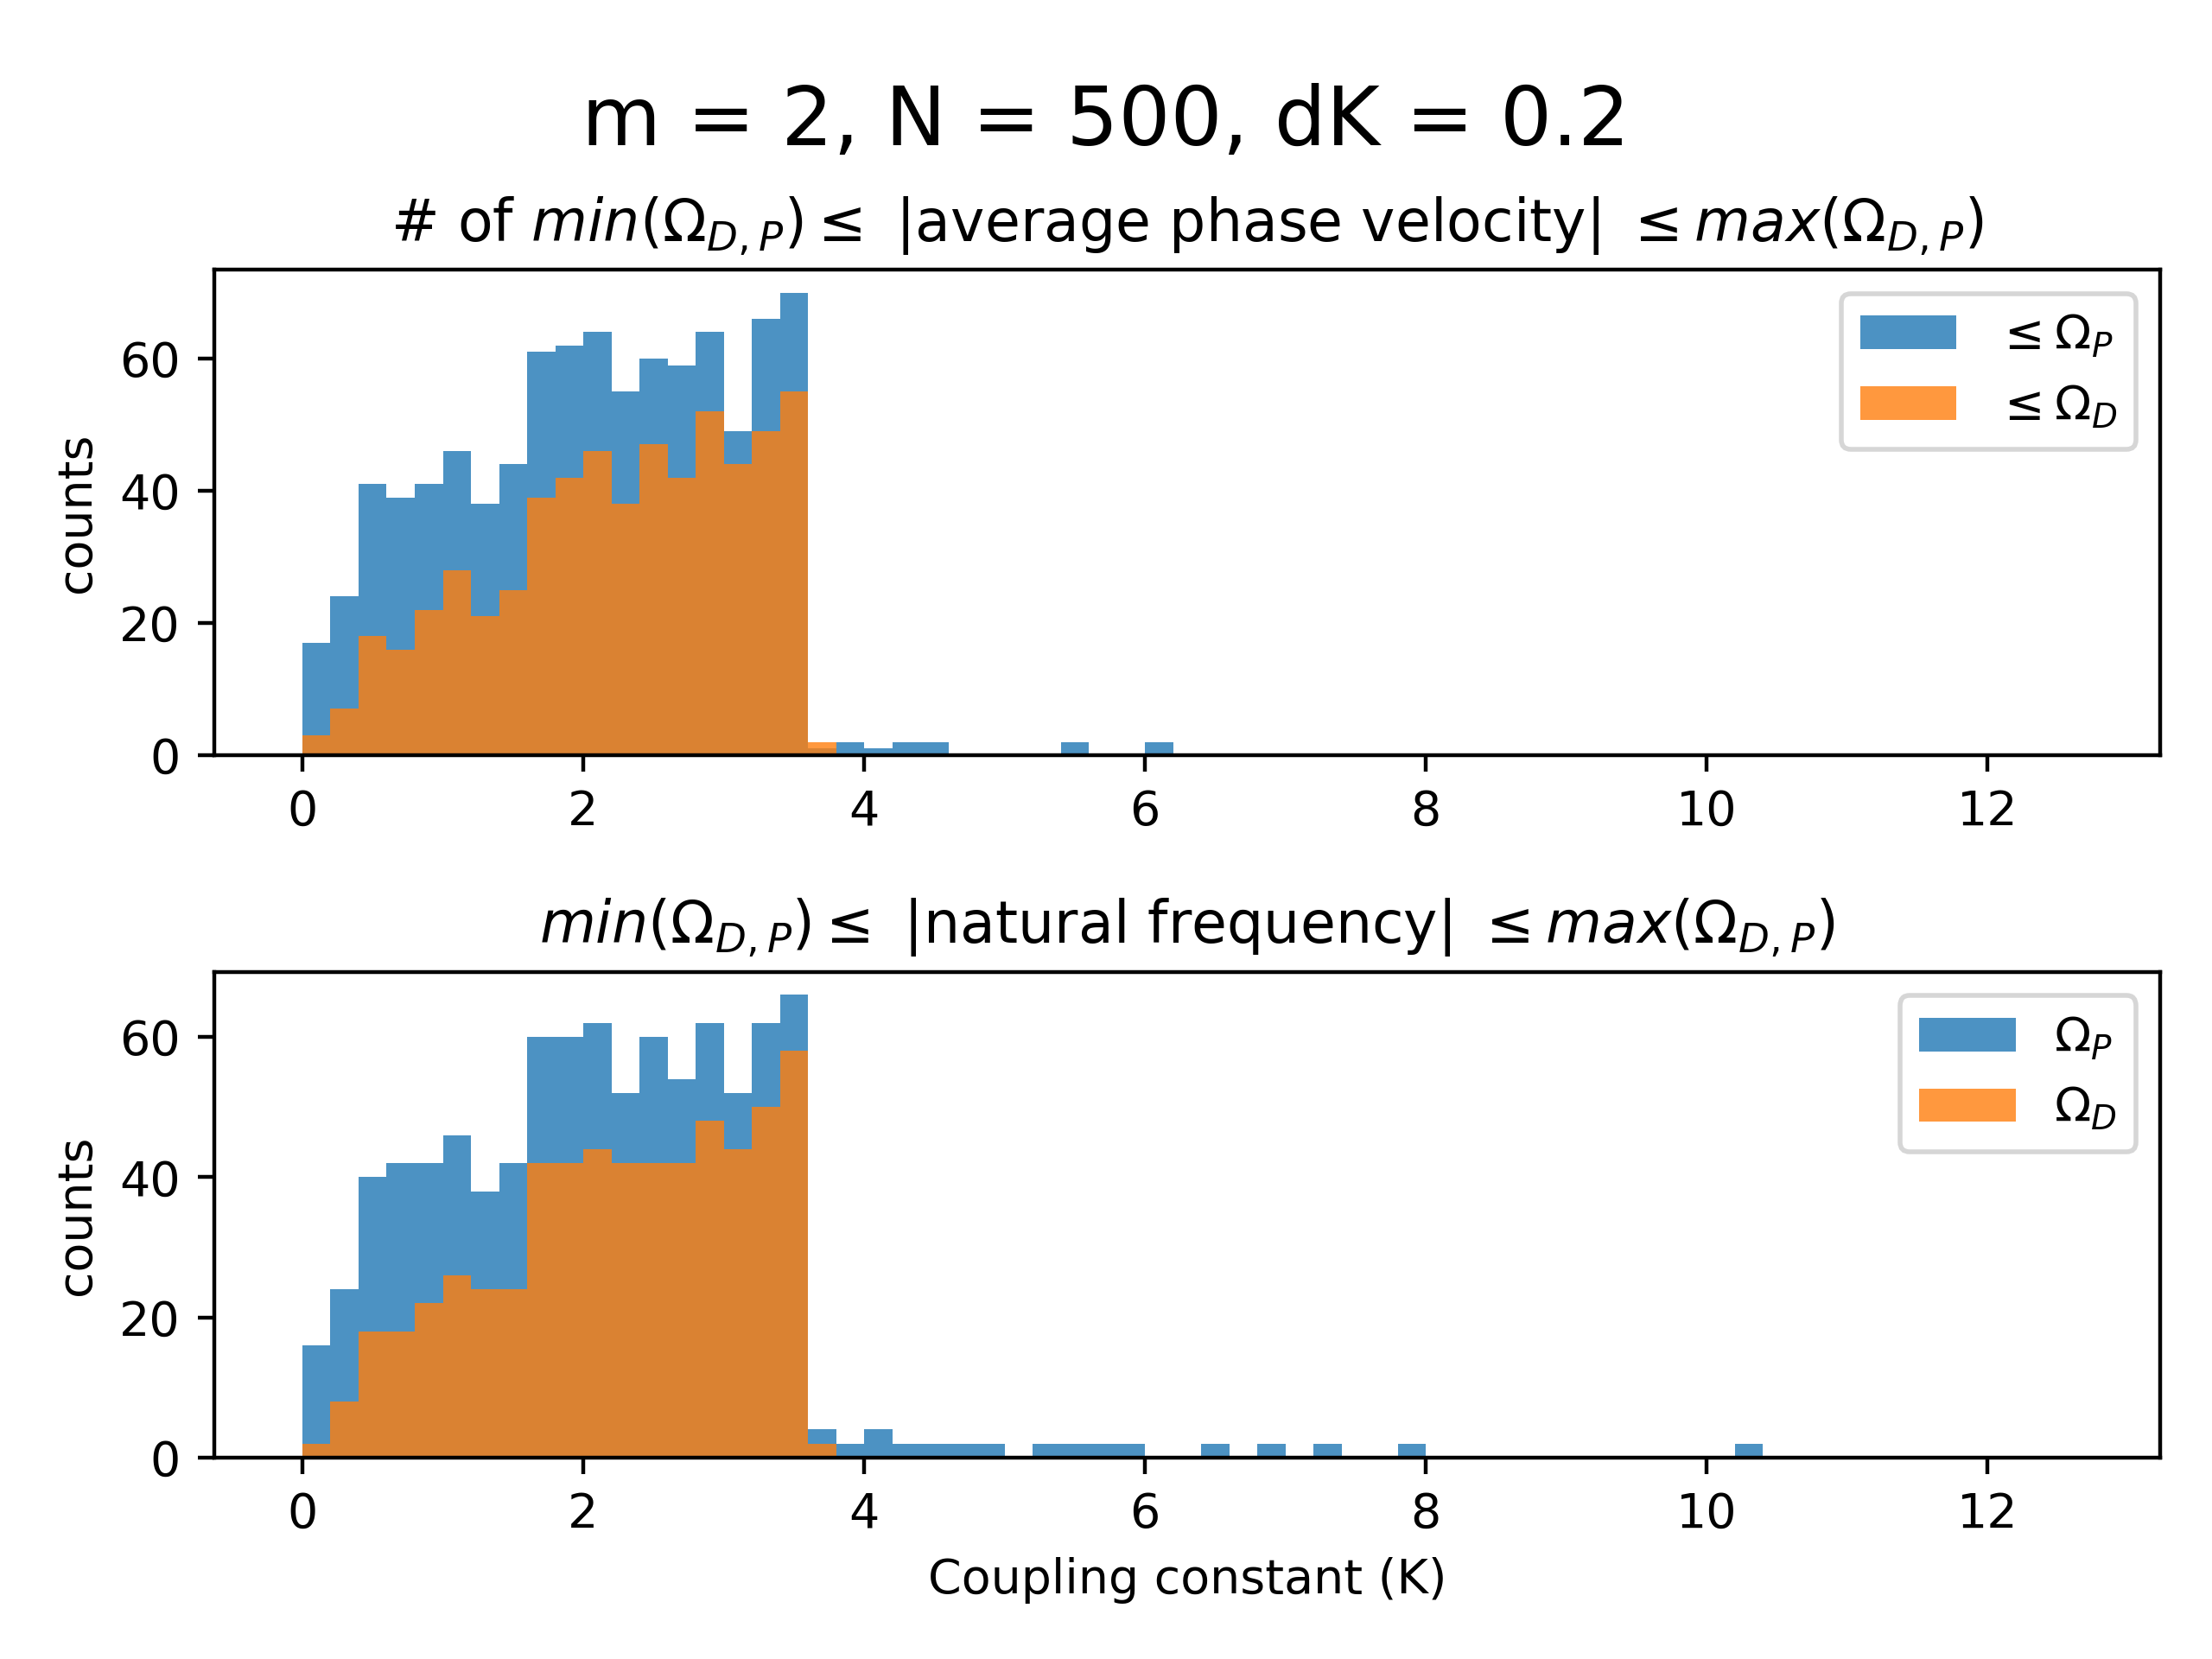 m = 2, N = 500, dK = 0.2
# of min(Ω_{D, P}) ≤ |average phase velocity| ≤ max(Ω_{D, P})
≤ Ω_P
≤ Ω_D
counts
60
40
20
0
0 2 4 6 8 10 12
min(Ω_{D, P}) ≤ |natural frequency| ≤ max(Ω_{D, P})
Ω_P
Ω_D
counts
60
40
20
0
0 2 4 6 8 10 12
Coupling constant (K)